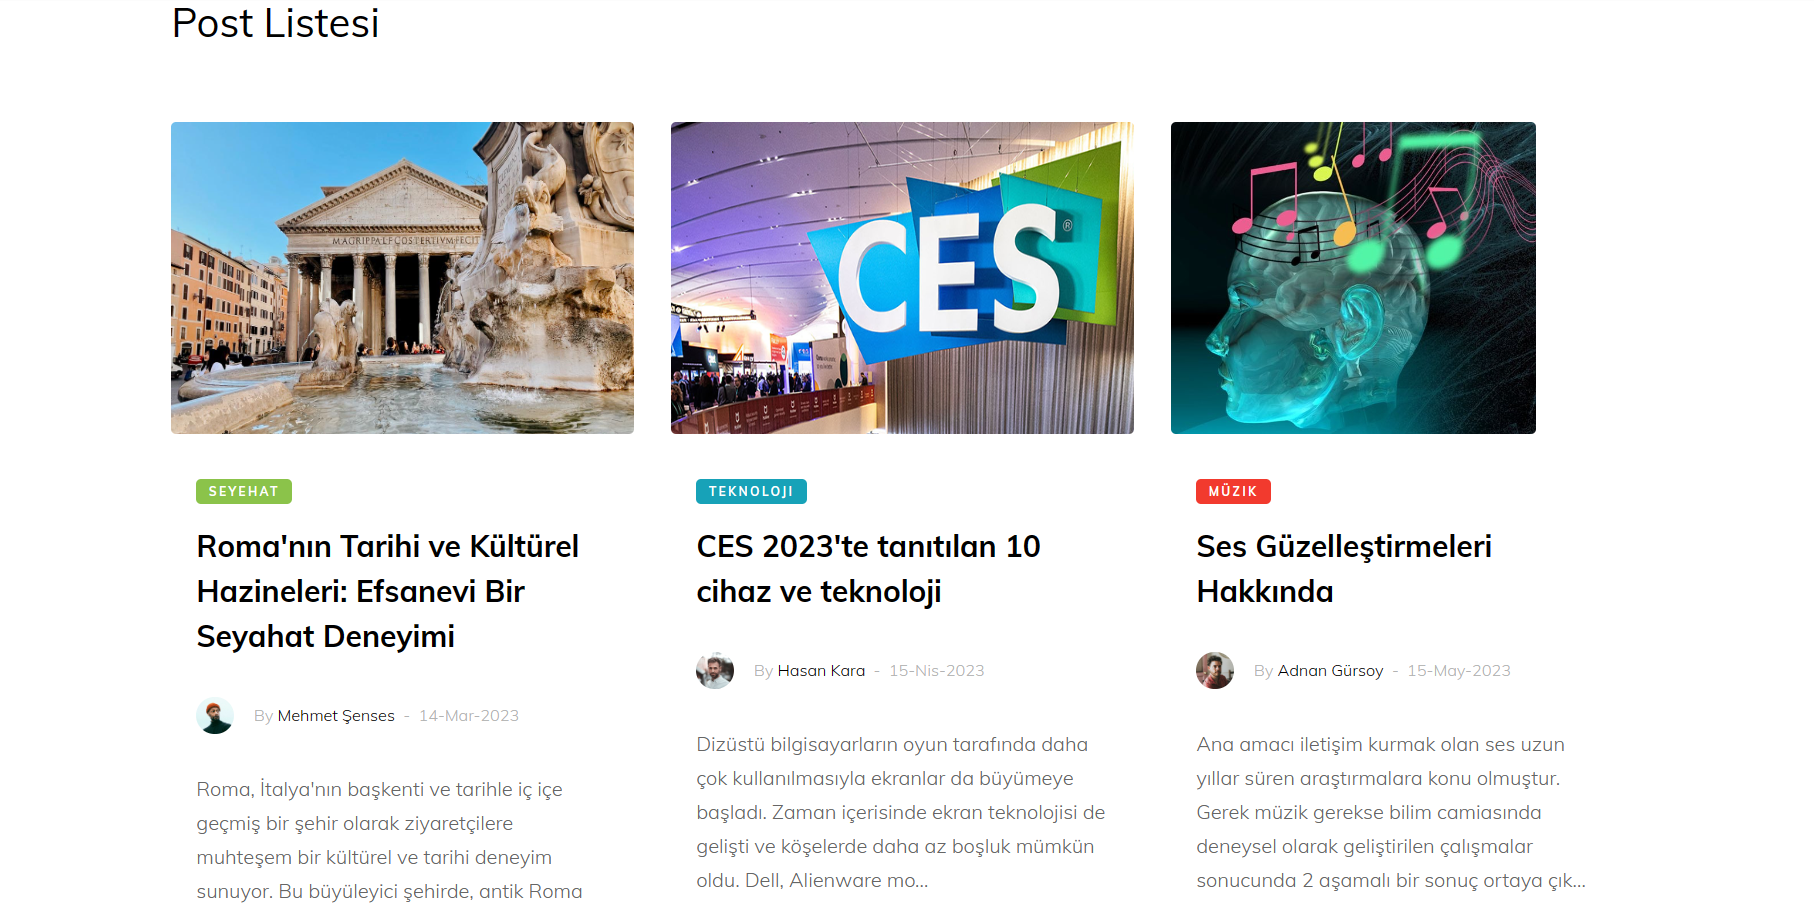 Post Listesi
MAGRIPPALFCOSTERTIVMFECIT
CES®
SEYEHAT
Roma'nın Tarihi ve Kültürel
Hazineleri: Efsanevi Bir
Seyahat Deneyimi
By Mehmet Şenses - 14-Mar-2023
Roma, İtalya'nın başkenti ve tarihle iç içe
geçmiş bir şehir olarak ziyaretçilere
muhteşem bir kültürel ve tarihi deneyim
sunuyor. Bu büyüleyici şehirde, antik Roma
TEKNOLOJI
CES 2023'te tanıtılan 10
cihaz ve teknoloji
By Hasan Kara - 15-Nis-2023
Dizüstü bilgisayarların oyun tarafında daha
çok kullanılmasıyla ekranlar da büyümeye
başladı. Zaman içerisinde ekran teknolojisi de
gelişti ve köşelerde daha az boşluk mümkün
oldu. Dell, Alienware mo...
MÜZIK
Ses Güzelleştirmeleri
Hakkında
By Adnan Gürsoy - 15-May-2023
Ana amacı iletişim kurmak olan ses uzun
yıllar süren araştırmalara konu olmuştur.
Gerek müzik gerekse bilim camiasında
deneysel olarak geliştirilen çalışmalar
sonucunda 2 aşamalı bir sonuç ortaya çık...